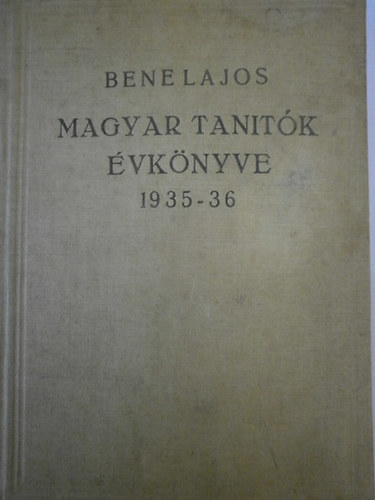 BENE LAJOS
MAGYAR TANITÓK
ÉVKÖNYVE
1935-36